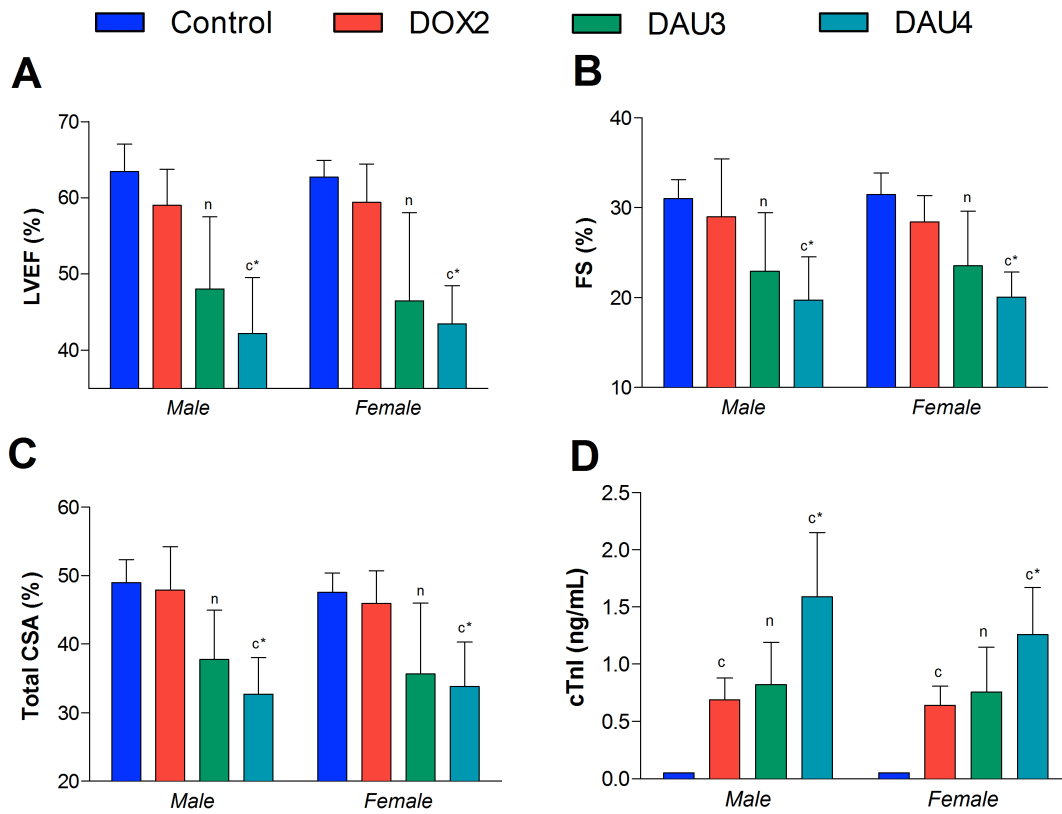 Control DOX2 DAU3 DAU4
A
LVEF (%)
70
60
50
40
n
c*
n
c*
Male Female
B
FS (%)
40
30
20
10
n
c*
n
c*
Male Female
C
Total CSA (%)
60
50
40
30
20
n
c*
n
c*
Male Female
D
cTnI (ng/mL)
2.5
2.0
1.5
1.0
0.5
0.0
c
n
c*
c
n
c*
Male Female